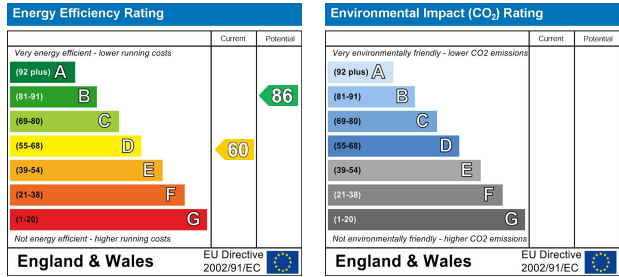 Energy Efficiency Rating
Current Potential
Very energy efficient - lower running costs
(92 plus) A
(81-91) B
(69-80) C
(55-68) D
(39-54) E
(21-38) F
(1-20) G
86
60
Not energy efficient - higher running costs
England & Wales
EU Directive
2002/91/EC
Environmental Impact (CO₂) Rating
Current Potential
Very environmentally friendly - lower CO2 emissions
(92 plus) A
(81-91) B
(69-80) C
(55-68) D
(39-54) E
(21-38) F
(1-20) G
Not environmentally friendly - higher CO2 emissions
England & Wales
EU Directive
2002/91/EC